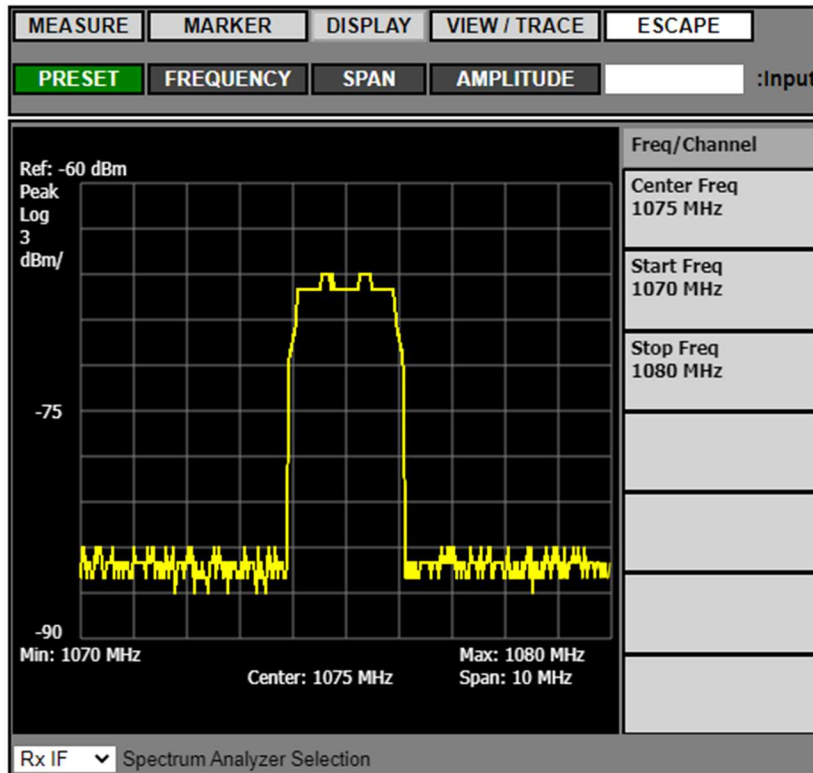 MEASURE MARKER DISPLAY VIEW / TRACE ESCAPE
PRESET FREQUENCY SPAN AMPLITUDE :Input
Ref: -60 dBm
Peak
Log
3
dBm/
-75
-90
Min: 1070 MHz Max: 1080 MHz
Center: 1075 MHz Span: 10 MHz
Freq/Channel
Center Freq
1075 MHz
Start Freq
1070 MHz
Stop Freq
1080 MHz
Rx IF Spectrum Analyzer Selection